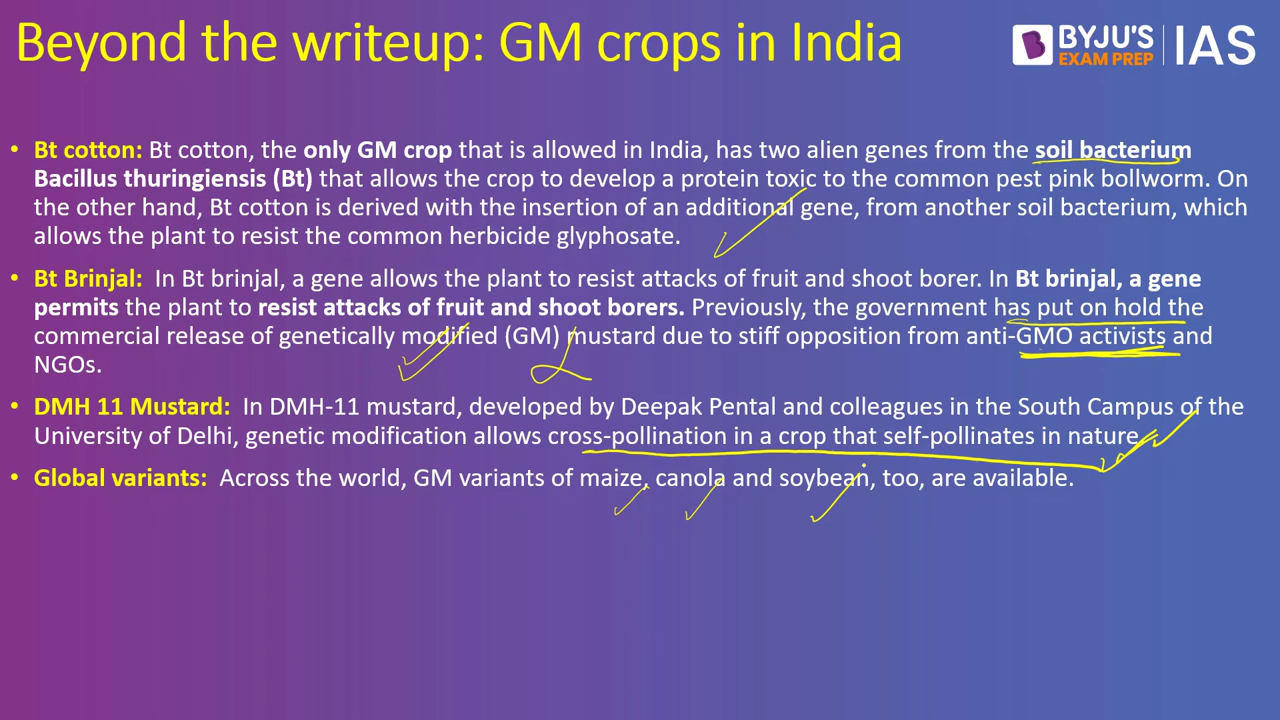 Beyond the writeup: GM crops in India
BYJU'S
EXAM PREP
IAS
• Bt cotton: Bt cotton, the only GM crop that is allowed in India, has two alien genes from the soil bacterium
Bacillus thuringiensis (Bt) that allows the crop to develop a protein toxic to the common pest pink bollworm. On
the other hand, Bt cotton is derived with the insertion of an additional gene, from another soil bacterium, which
allows the plant to resist the common herbicide glyphosate.
• Bt Brinjal: In Bt brinjal, a gene allows the plant to resist attacks of fruit and shoot borer. In Bt brinjal, a gene
permits the plant to resist attacks of fruit and shoot borers. Previously, the government has put on hold the
commercial release of genetically modified (GM) mustard due to stiff opposition from anti-GMO activists and
NGOs.
• DMH 11 Mustard: In DMH-11 mustard, developed by Deepak Pental and colleagues in the South Campus of the
University of Delhi, genetic modification allows cross-pollination in a crop that self-pollinates in nature.
• Global variants: Across the world, GM variants of maize, canola and soybean, too, are available.